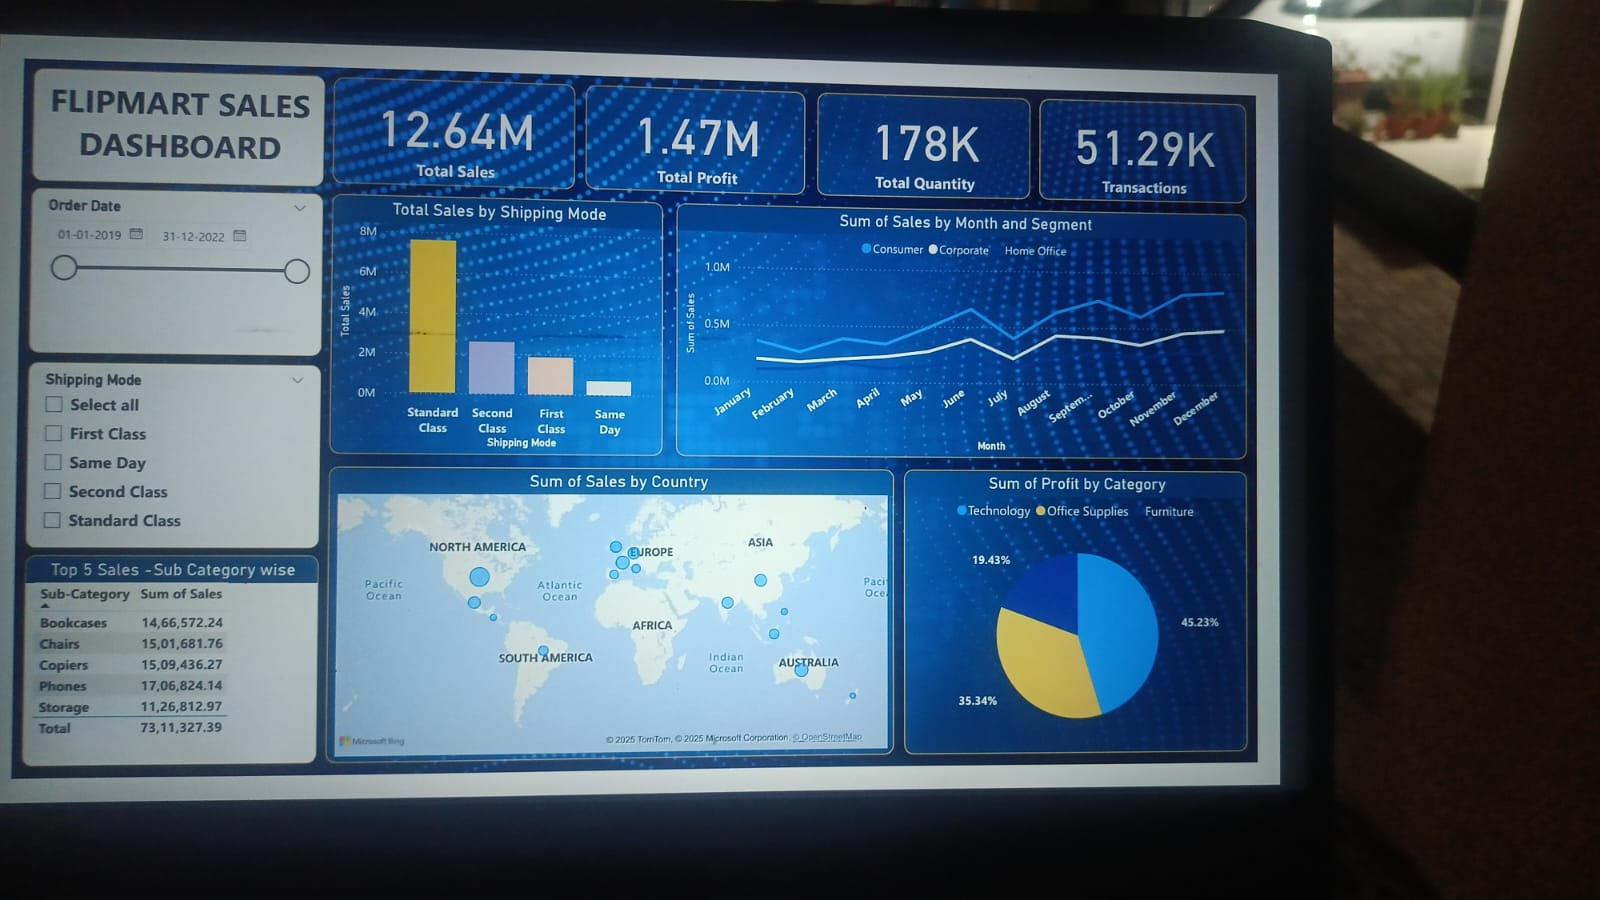 FLIPMART SALES
DASHBOARD
12.64M
Total Sales
1.47M
Total Profit
178K
Total Quantity
51.29K
Transactions
Order Date
01-01-2019
31-12-2022
Shipping Mode
Select all
First Class
Same Day
Second Class
Standard Class
Top 5 Sales -Sub Category wise
Sub-Category Sum of Sales
Bookcases 14,66,572.24
Chairs 15,01,681.76
Copiers 15,09,436.27
Phones 17,06,824.14
Storage 11,26,812.97
Total 73,11,327.39
Total Sales by Shipping Mode
Total Sales
8M
6M
4M
2M
0M
Standard Class
Second Class
First Class
Same Day
Shipping Mode
Sum of Sales by Month and Segment
Consumer Corporate Home Office
Sum of Sales
1.0M
0.5M
0.0M
January
February
March
April
May
June
July
August
Septem...
October
November
December
Month
Sum of Sales by Country
NORTH AMERICA
EUROPE
ASIA
Pacific
Ocean
Atlantic
Ocean
Paci
Ocea
AFRICA
SOUTH AMERICA
Indian
Ocean
AUSTRALIA
Microsoft Bing
© 2025 TomTom, © 2025 Microsoft Corporation, © OpenStreetMap
Sum of Profit by Category
Technology Office Supplies Furniture
19.43%
45.23%
35.34%